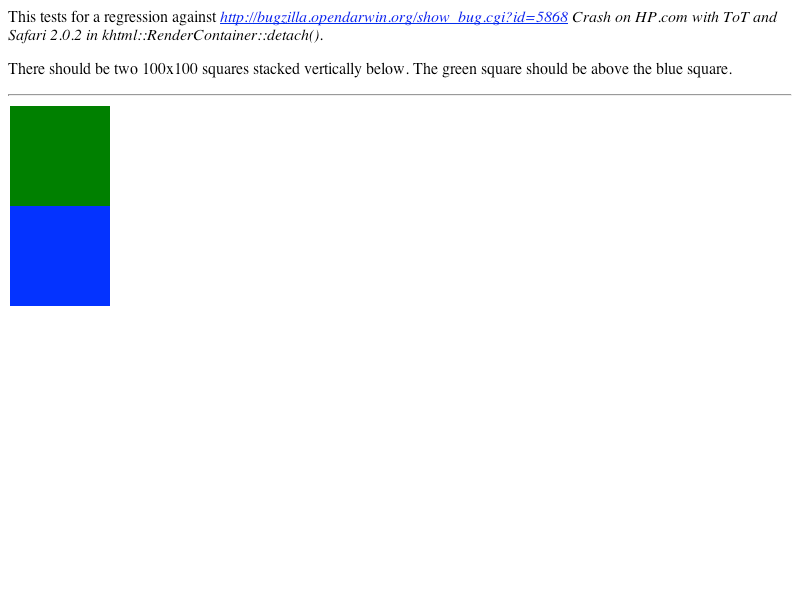 This tests for a regression against http://bugzilla.opendarwin.org/show_bug.cgi?id=5868 Crash on HP.com with ToT and
Safari 2.0.2 in khtml::RenderContainer::detach().
There should be two 100x100 squares stacked vertically below. The green square should be above the blue square.